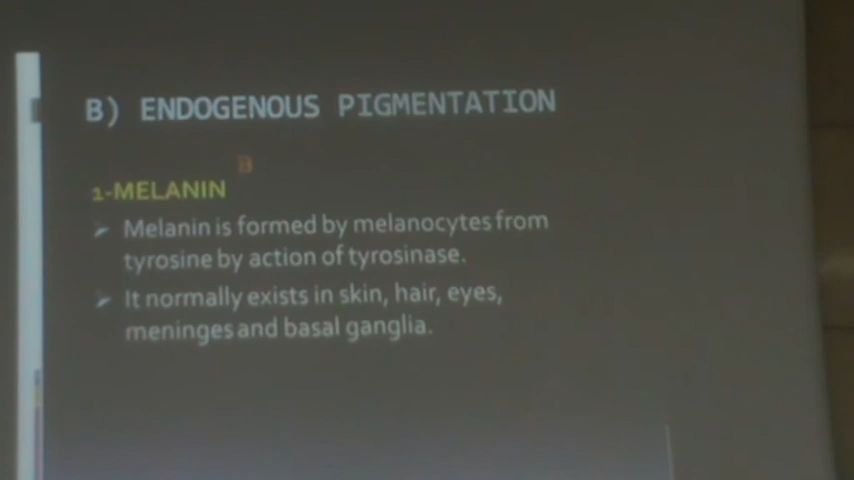 B) ENDOGENOUS PIGMENTATION
B
1-MELANIN
Melanin is formed by melanocytes from
tyrosine by action of tyrosinase.
It normally exists in skin, hair, eyes,
meninges and basal ganglia.